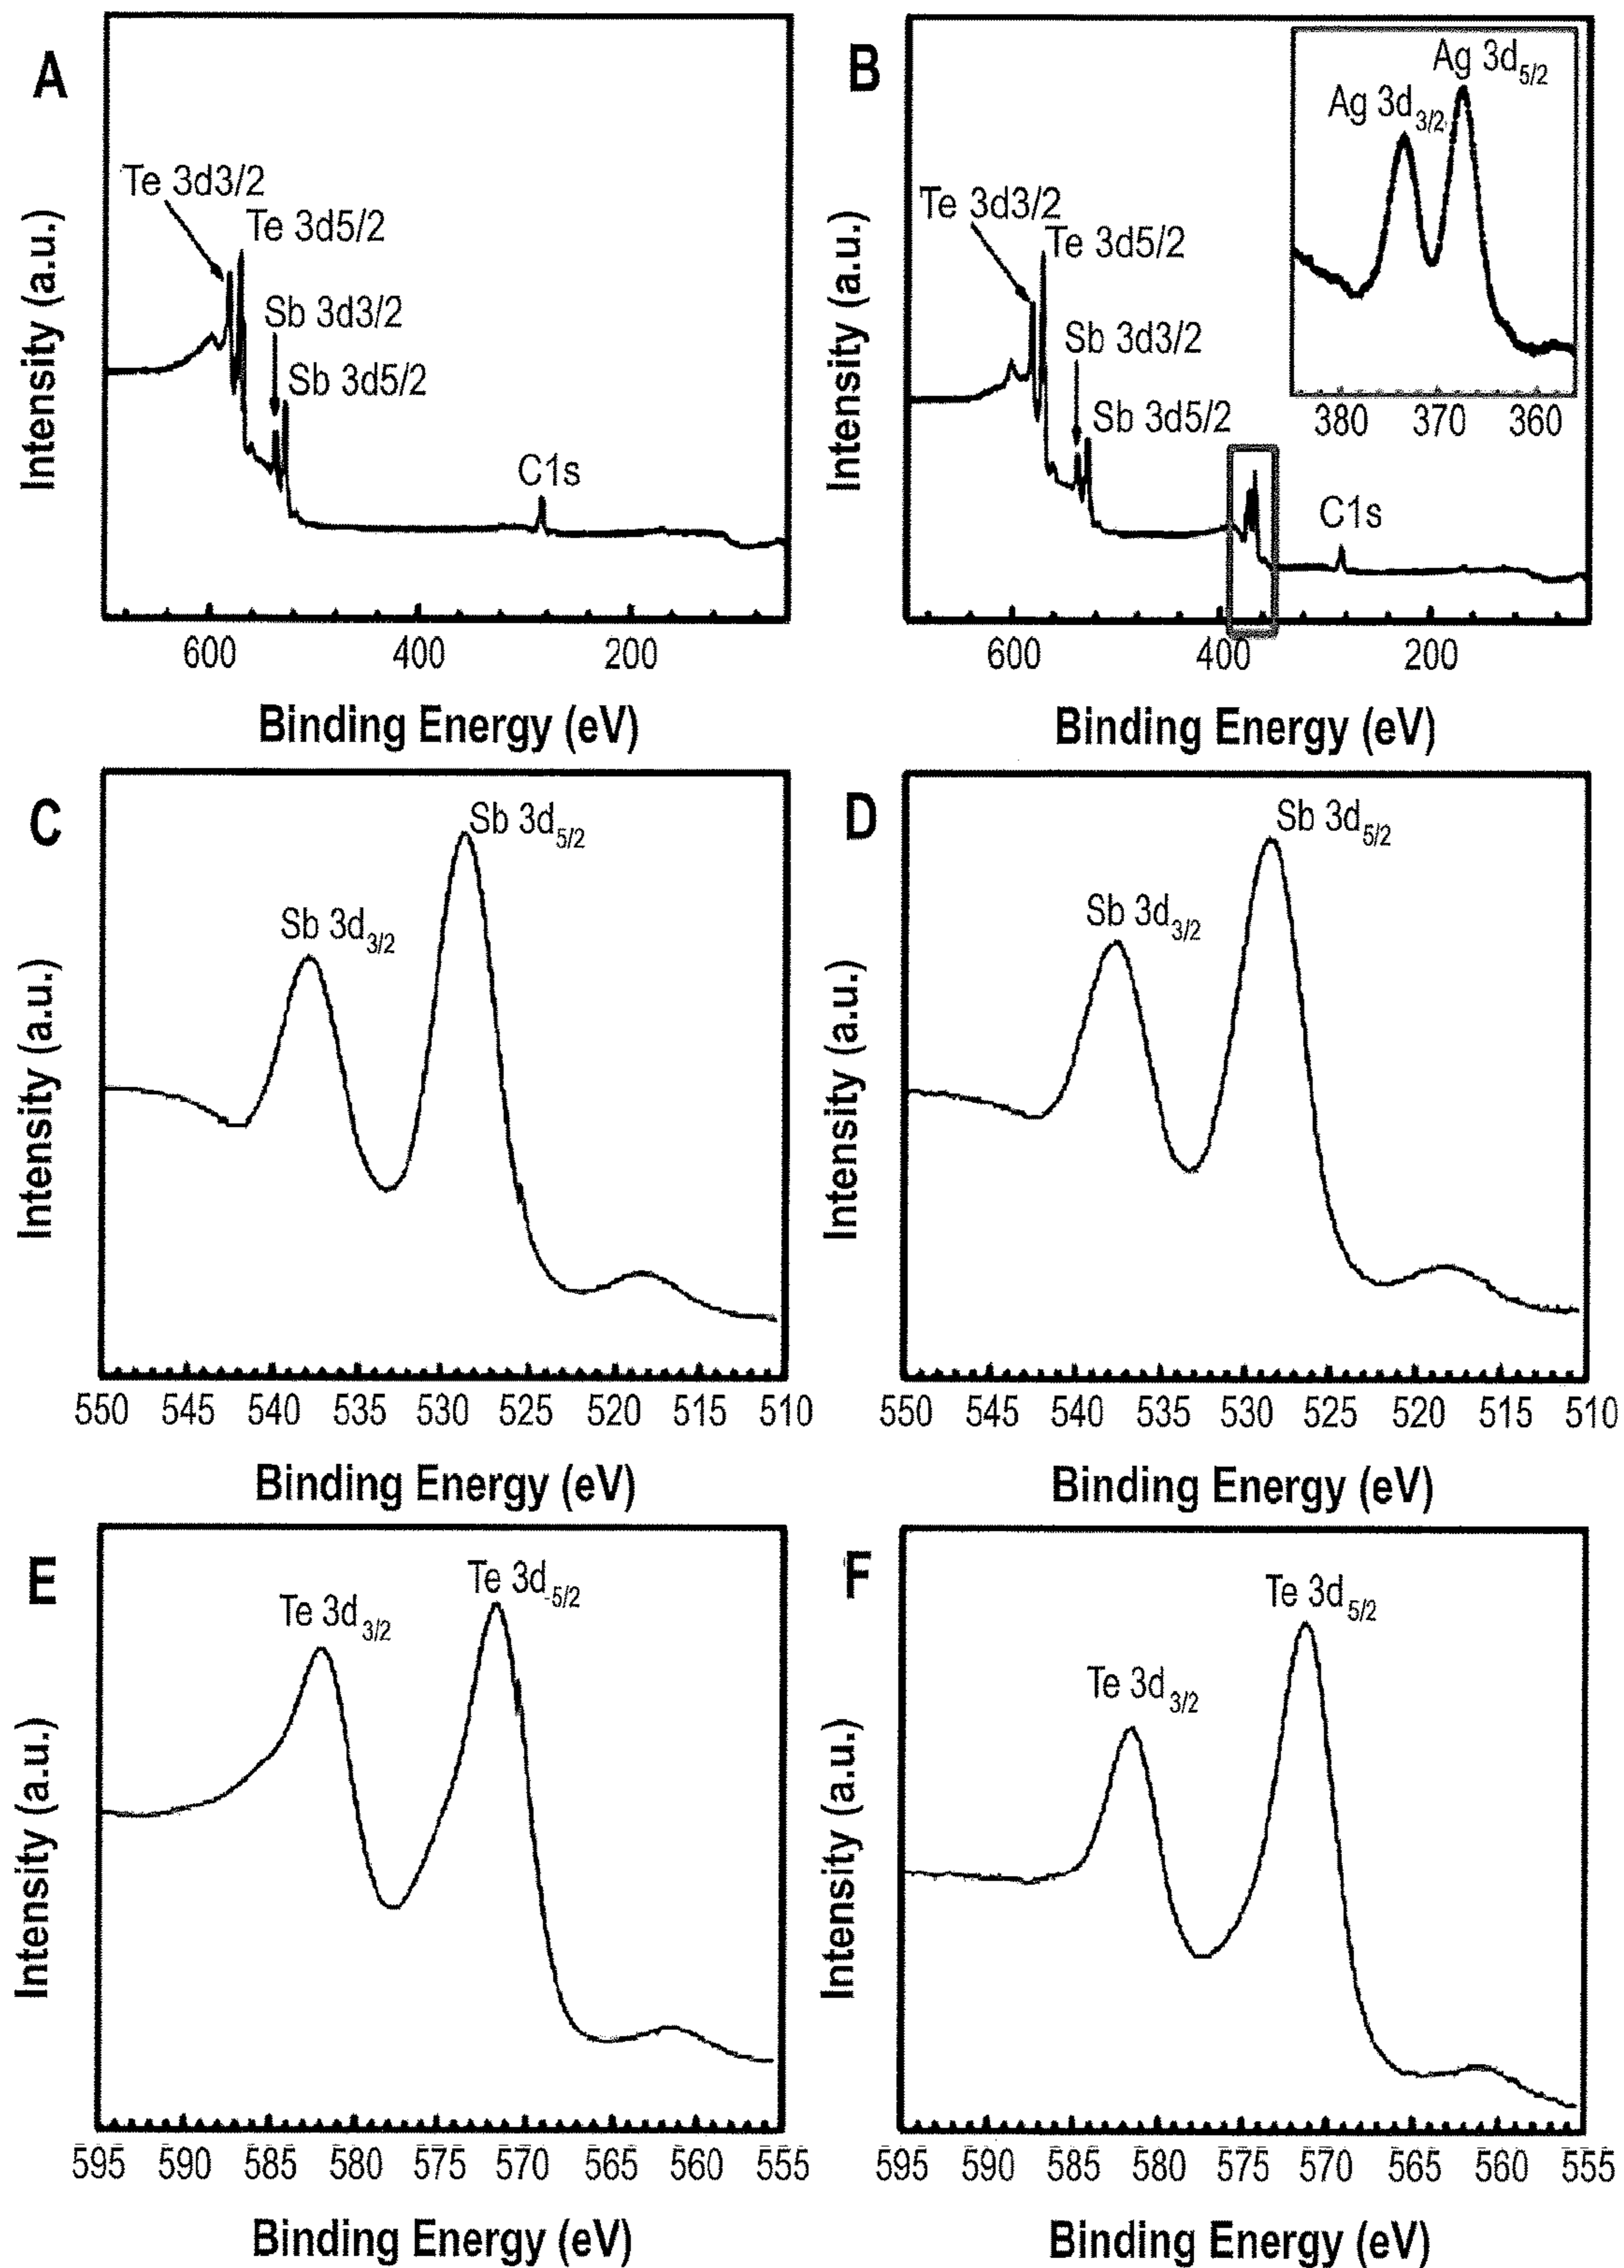 A
Te 3d3/2
Te 3d5/2
Sb 3d3/2
Sb 3d5/2
C1s
Intensity (a.u.)
600 400 200
Binding Energy (eV)
B
Te 3d3/2
Te 3d5/2
Sb 3d3/2
Sb 3d5/2
C1s
Ag 3d5/2
Ag 3d3/2
380 370 360
Intensity (a.u.)
600 400 200
Binding Energy (eV)
C
Sb 3d5/2
Sb 3d3/2
Intensity (a.u.)
550 545 540 535 530 525 520 515 510
Binding Energy (eV)
D
Sb 3d5/2
Sb 3d3/2
Intensity (a.u.)
550 545 540 535 530 525 520 515 510
Binding Energy (eV)
E
Te 3d5/2
Te 3d3/2
Intensity (a.u.)
595 590 585 580 575 570 565 560 555
Binding Energy (eV)
F
Te 3d5/2
Te 3d3/2
Intensity (a.u.)
595 590 585 580 575 570 565 560 555
Binding Energy (eV)